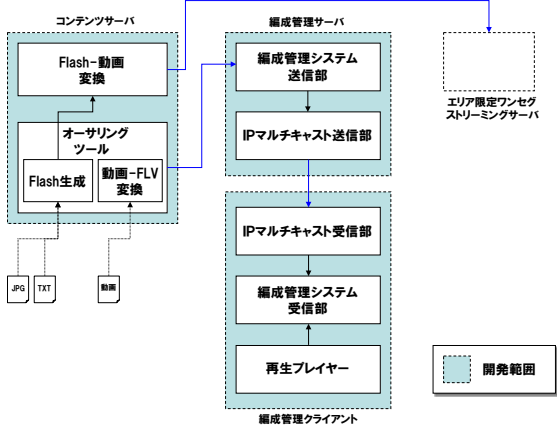 コンテンツサーバ
Flash-動画
変換
オーサリング
ツール
Flash生成
動画-FLV
変換
JPG
TXT
動画
編成管理サーバ
編成管理システム
送信部
IPマルチキャスト送信部
IPマルチキャスト受信部
編成管理システム
受信部
再生プレイヤー
編成管理クライアント
エリア限定ワンセグ
ストリーミングサーバ
開発範囲